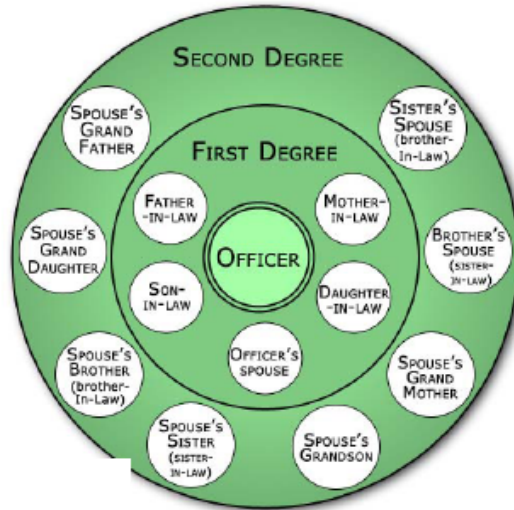 SECOND DEGREE
SPOUSE'S
GRAND
FATHER
SISTER'S
SPOUSE
(brother-
In-Law)
FIRST DEGREE
FATHER
-IN-LAW
MOTHER-
IN-LAW
SPOUSE'S
GRAND
DAUGHTER
OFFICER
BROTHER'S
SPOUSE
(SISTER-
IN-LAW)
SON-
IN-LAW
DAUGHTER
-IN-LAW
SPOUSE'S
BROTHER
(brother-
In-Law)
OFFICER'S
SPOUSE
SPOUSE'S
GRAND
MOTHER
SPOUSE'S
SISTER
(SISTER-
IN-LAW)
SPOUSE'S
GRANDSON